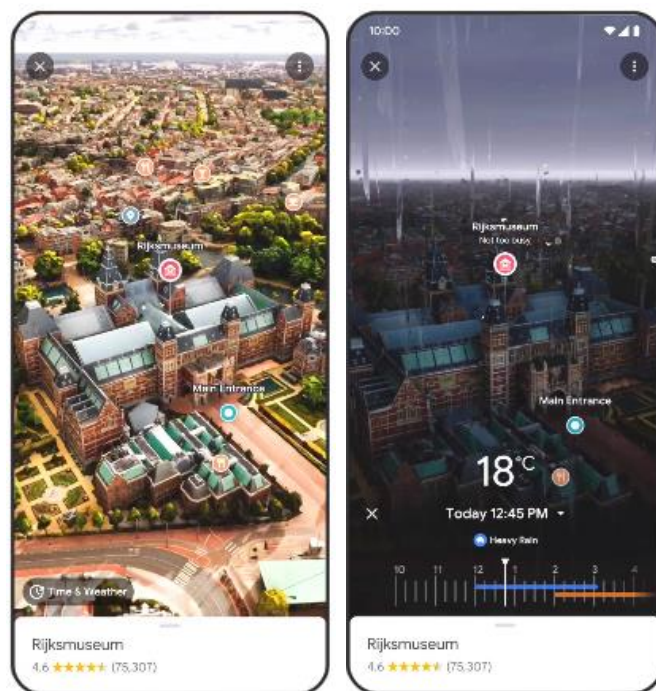 Rijksmuseum
Main Entrance
Time & Weather
Rijksmuseum
4.6 ★★★★★ (75,307)
10:00
Rijksmuseum
Not too busy
Main Entrance
18°C
Today 12:45 PM
Heavy Rain
10 11 12 1 2 3 4
Rijksmuseum
4.6 ★★★★★ (75,307)